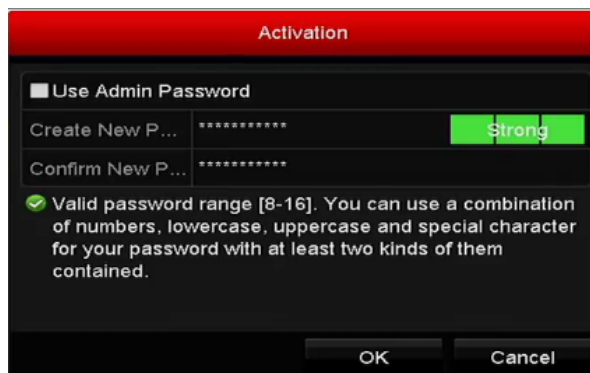 Activation
Use Admin Password
Create New P... *********** Strong
Confirm New P... ***********
Valid password range [8-16]. You can use a combination
of numbers, lowercase, uppercase and special character
for your password with at least two kinds of them
contained.
OK Cancel